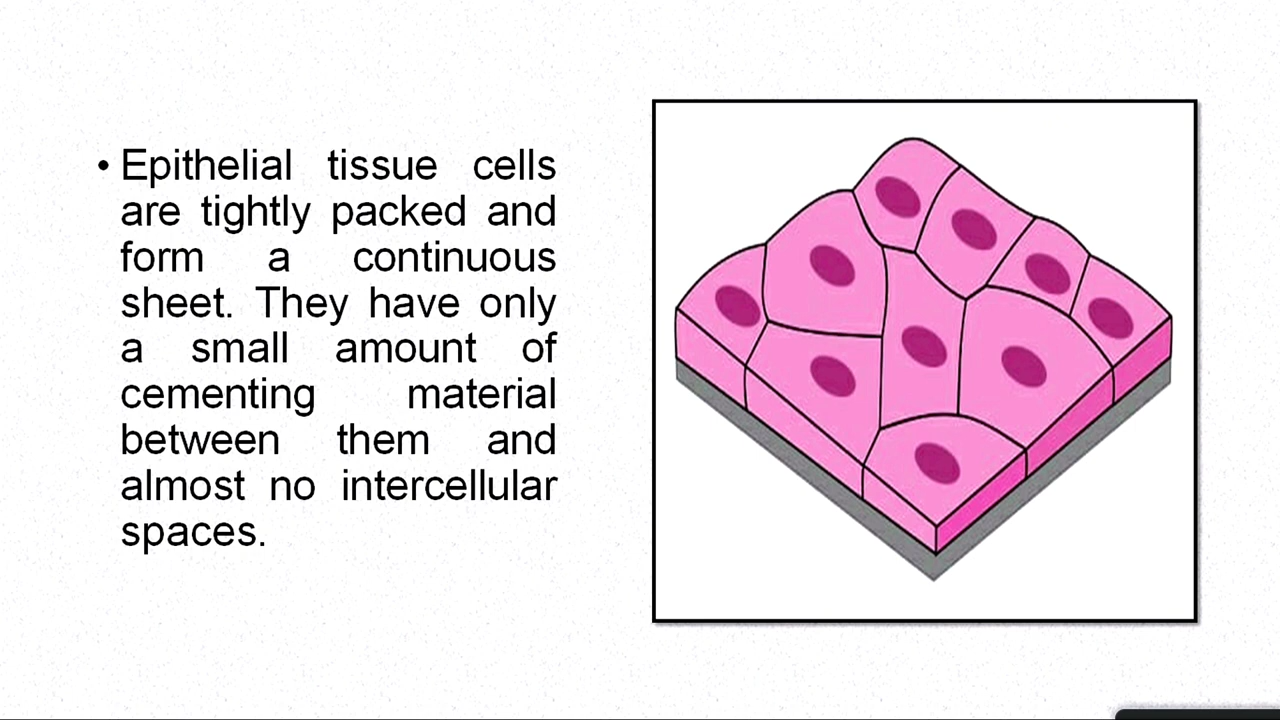 • Epithelial tissue cells
are tightly packed and
form a continuous
sheet. They have only
a small amount of
cementing material
between them and
almost no intercellular
spaces.